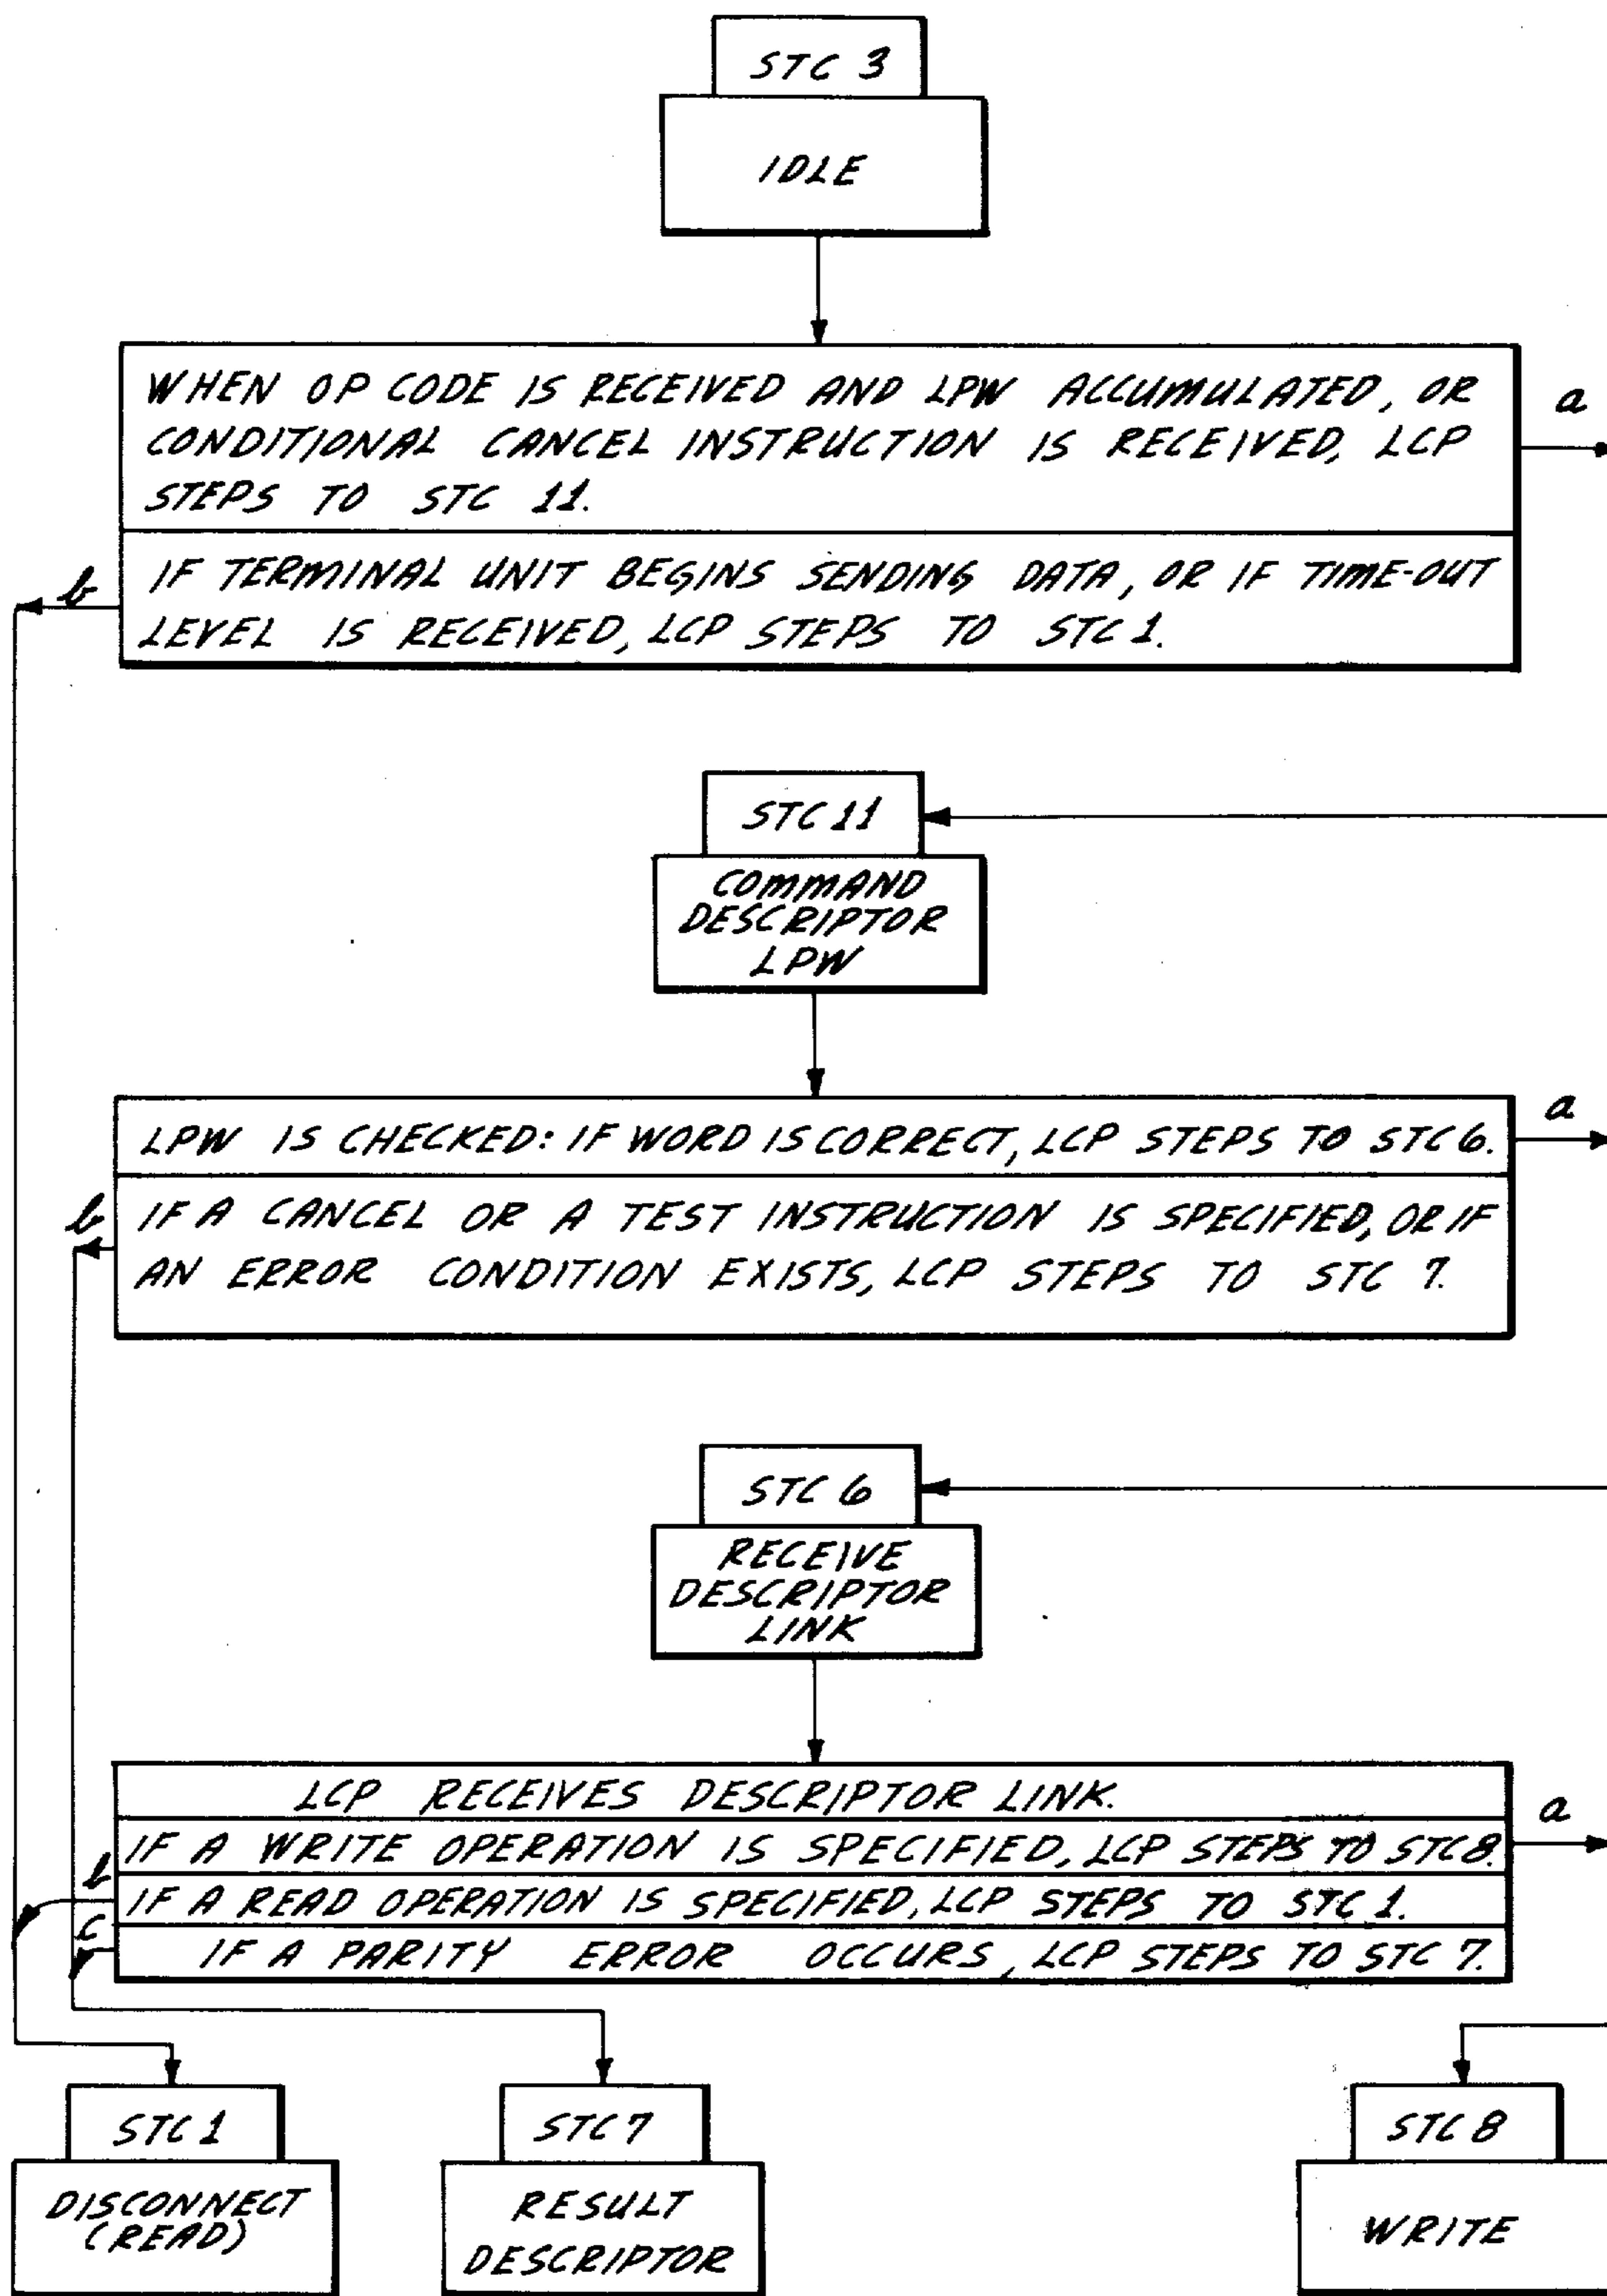 STC 3
IDLE
WHEN OP CODE IS RECEIVED AND LPW ACCUMULATED, OR
CONDITIONAL CANCEL INSTRUCTION IS RECEIVED, LCP
STEPS TO STC 11.
a
b
IF TERMINAL UNIT BEGINS SENDING DATA, OR IF TIME-OUT
LEVEL IS RECEIVED, LCP STEPS TO STC 1.
STC 11
COMMAND
DESCRIPTOR
LPW
LPW IS CHECKED: IF WORD IS CORRECT, LCP STEPS TO STC 6.
a
b
IF A CANCEL OR A TEST INSTRUCTION IS SPECIFIED, OR IF
AN ERROR CONDITION EXISTS, LCP STEPS TO STC 7.
STC 6
RECEIVE
DESCRIPTOR
LINK
LCP RECEIVES DESCRIPTOR LINK.
IF A WRITE OPERATION IS SPECIFIED, LCP STEPS TO STC 8.
a
b
IF A READ OPERATION IS SPECIFIED, LCP STEPS TO STC 1.
c
IF A PARITY ERROR OCCURS, LCP STEPS TO STC 7.
STC 1
DISCONNECT
(READ)
STC 7
RESULT
DESCRIPTOR
STC 8
WRITE